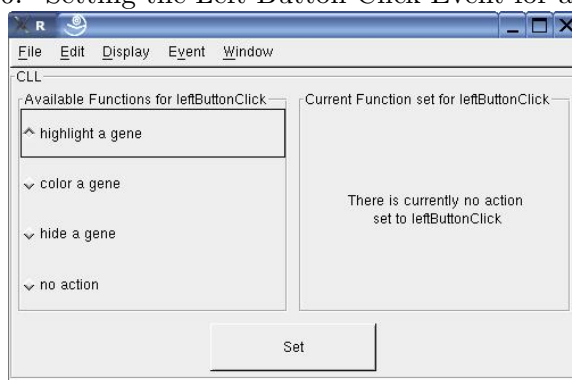 Setting the Left Button Click Event for a
R
File Edit Display Event Window
CLL
Available Functions for leftButtonClick
highlight a gene
color a gene
hide a gene
no action
Current Function set for leftButtonClick
There is currently no action
set to leftButtonClick
Set